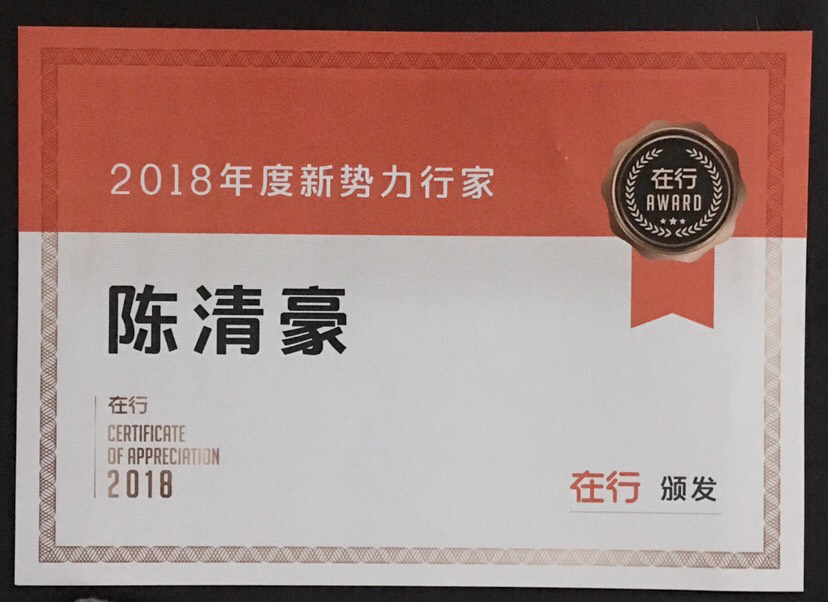 2018年度新势力行家
在行
AWARD
陈清豪
在行
CERTIFICATE
OF APPRECIATION
2018
在行 颁发